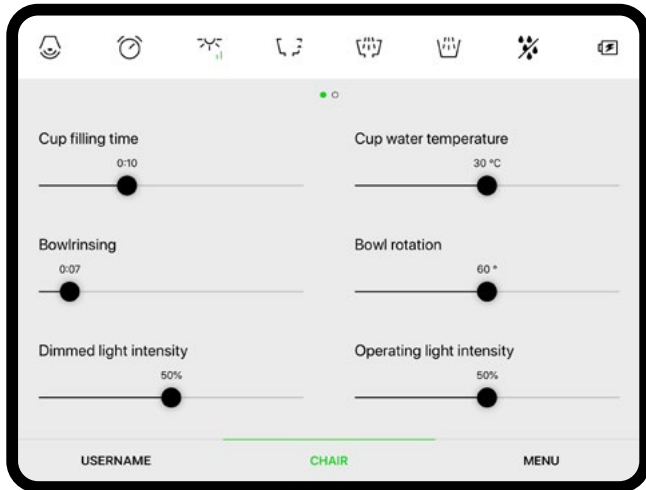 Cup filling time
0:10
Cup water temperature
30 °C
Bowlrinsing
0:07
Bowl rotation
60 °
Dimmed light intensity
50%
Operating light intensity
50%
USERNAME
CHAIR
MENU